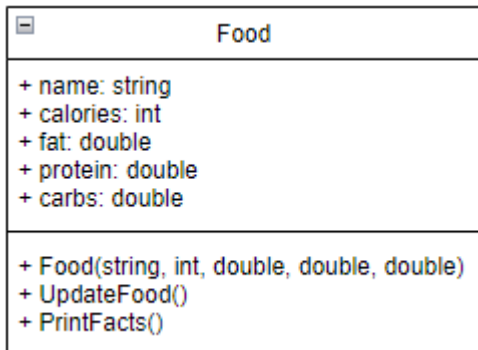 Food
+ name: string
+ calories: int
+ fat: double
+ protein: double
+ carbs: double
+ Food(string, int, double, double, double)
+ UpdateFood()
+ PrintFacts()